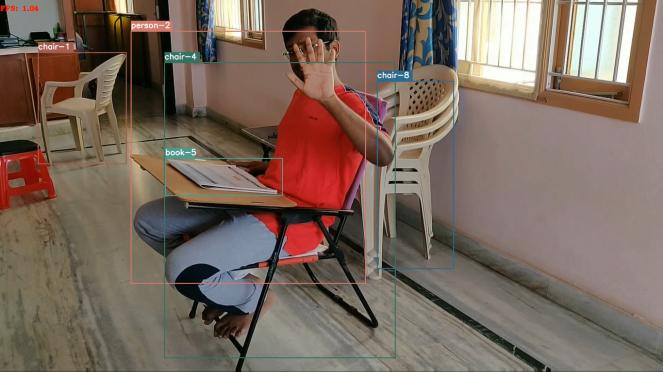 FPS: 1.04
person-2
chair-1
chair-4
chair-8
book-5